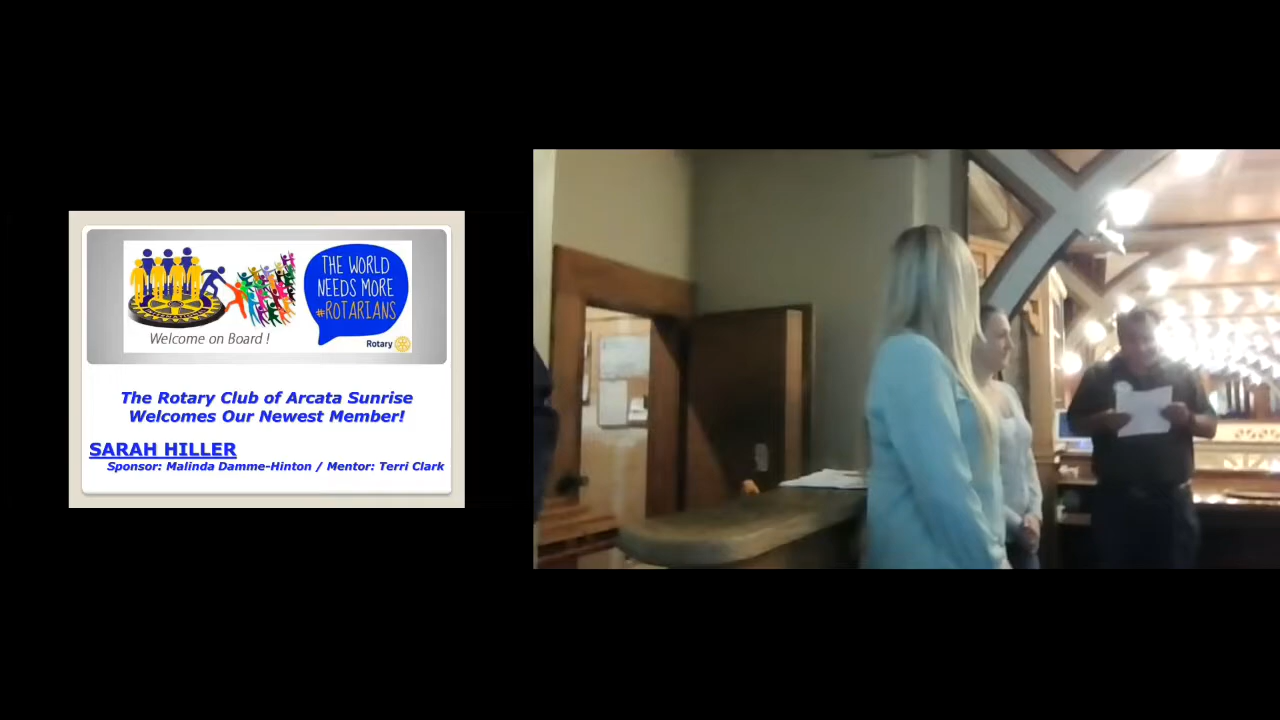 THE WORLD
NEEDS MORE
#ROTARIANS
Welcome on Board !
Rotary
The Rotary Club of Arcata Sunrise
Welcomes Our Newest Member!
SARAH HILLER
Sponsor: Malinda Damme-Hinton / Mentor: Terri Clark